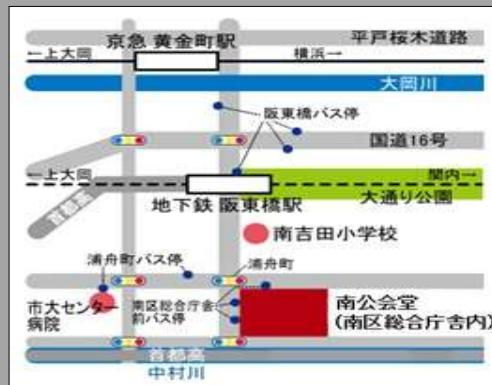 京急 黄金町駅
平戸桜木道路
←上大岡
横浜→
大岡川
阪東橋バス停
国道16号
←上大岡
関内→
首都高
大通り公園
地下鉄 阪東橋駅
南吉田小学校
浦舟町バス停
浦舟町
市大センター
病院
南区総合庁舎
前バス停
南公会堂
(南区総合庁舎内)
首都高
中村川